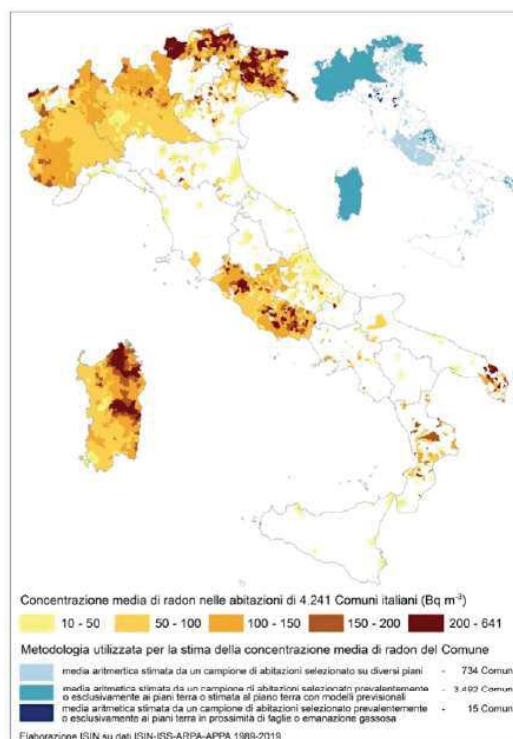 Concentrazione media di radon nelle abitazioni di 4.241 Comuni italiani (Bq m⁻³)
10 - 50 50 - 100 100 - 150 150 - 200 200 - 641
Metodologia utilizzata per la stima della concentrazione media di radon del Comune
media aritmertica stimata da un campione di abitazioni selezionato su diversi piani - 734 Comuni
media aritmetica stimata da un campione di abitazioni selezionato prevalentemente - 3.492 Comuni
o esclusivamente ai piani terra o stimata al piano terra con modelli previsionali
media aritmetica stimata da un campione di abitazioni selezionato prevalentemente - 15 Comuni
o esclusivamente ai piani terra in prossimità di faglie o emanazione gassosa
Elaborazione ISIN su dati ISIN-ISS-ARPA-APPA 1989-2019